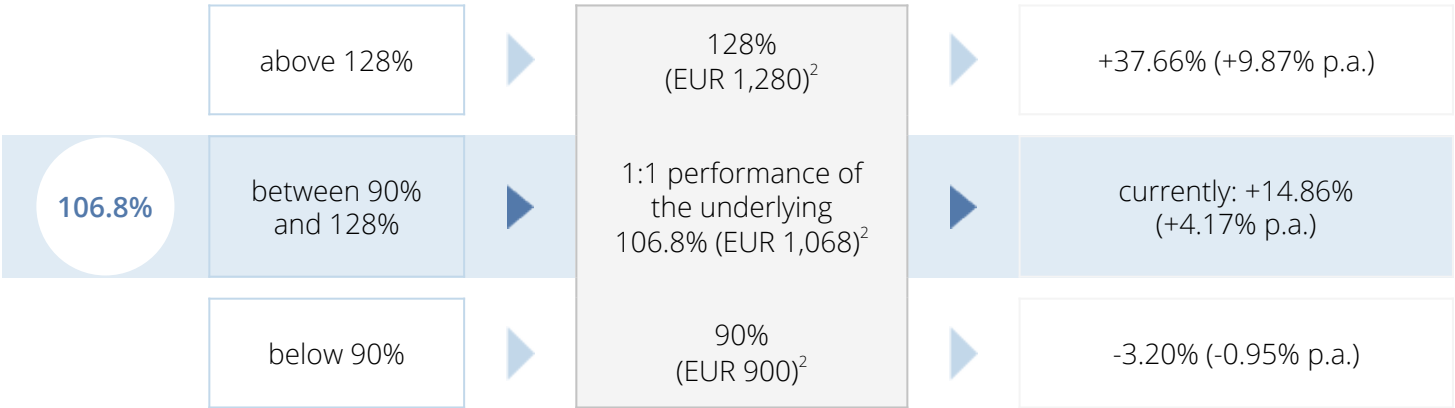 above 128%
128%
(EUR 1,280)²
+37.66% (+9.87% p.a.)
106.8%
between 90%
and 128%
1:1 performance of
the underlying
106.8% (EUR 1,068)²
currently: +14.86%
(+4.17% p.a.)
below 90%
90%
(EUR 900)²
-3.20% (-0.95% p.a.)